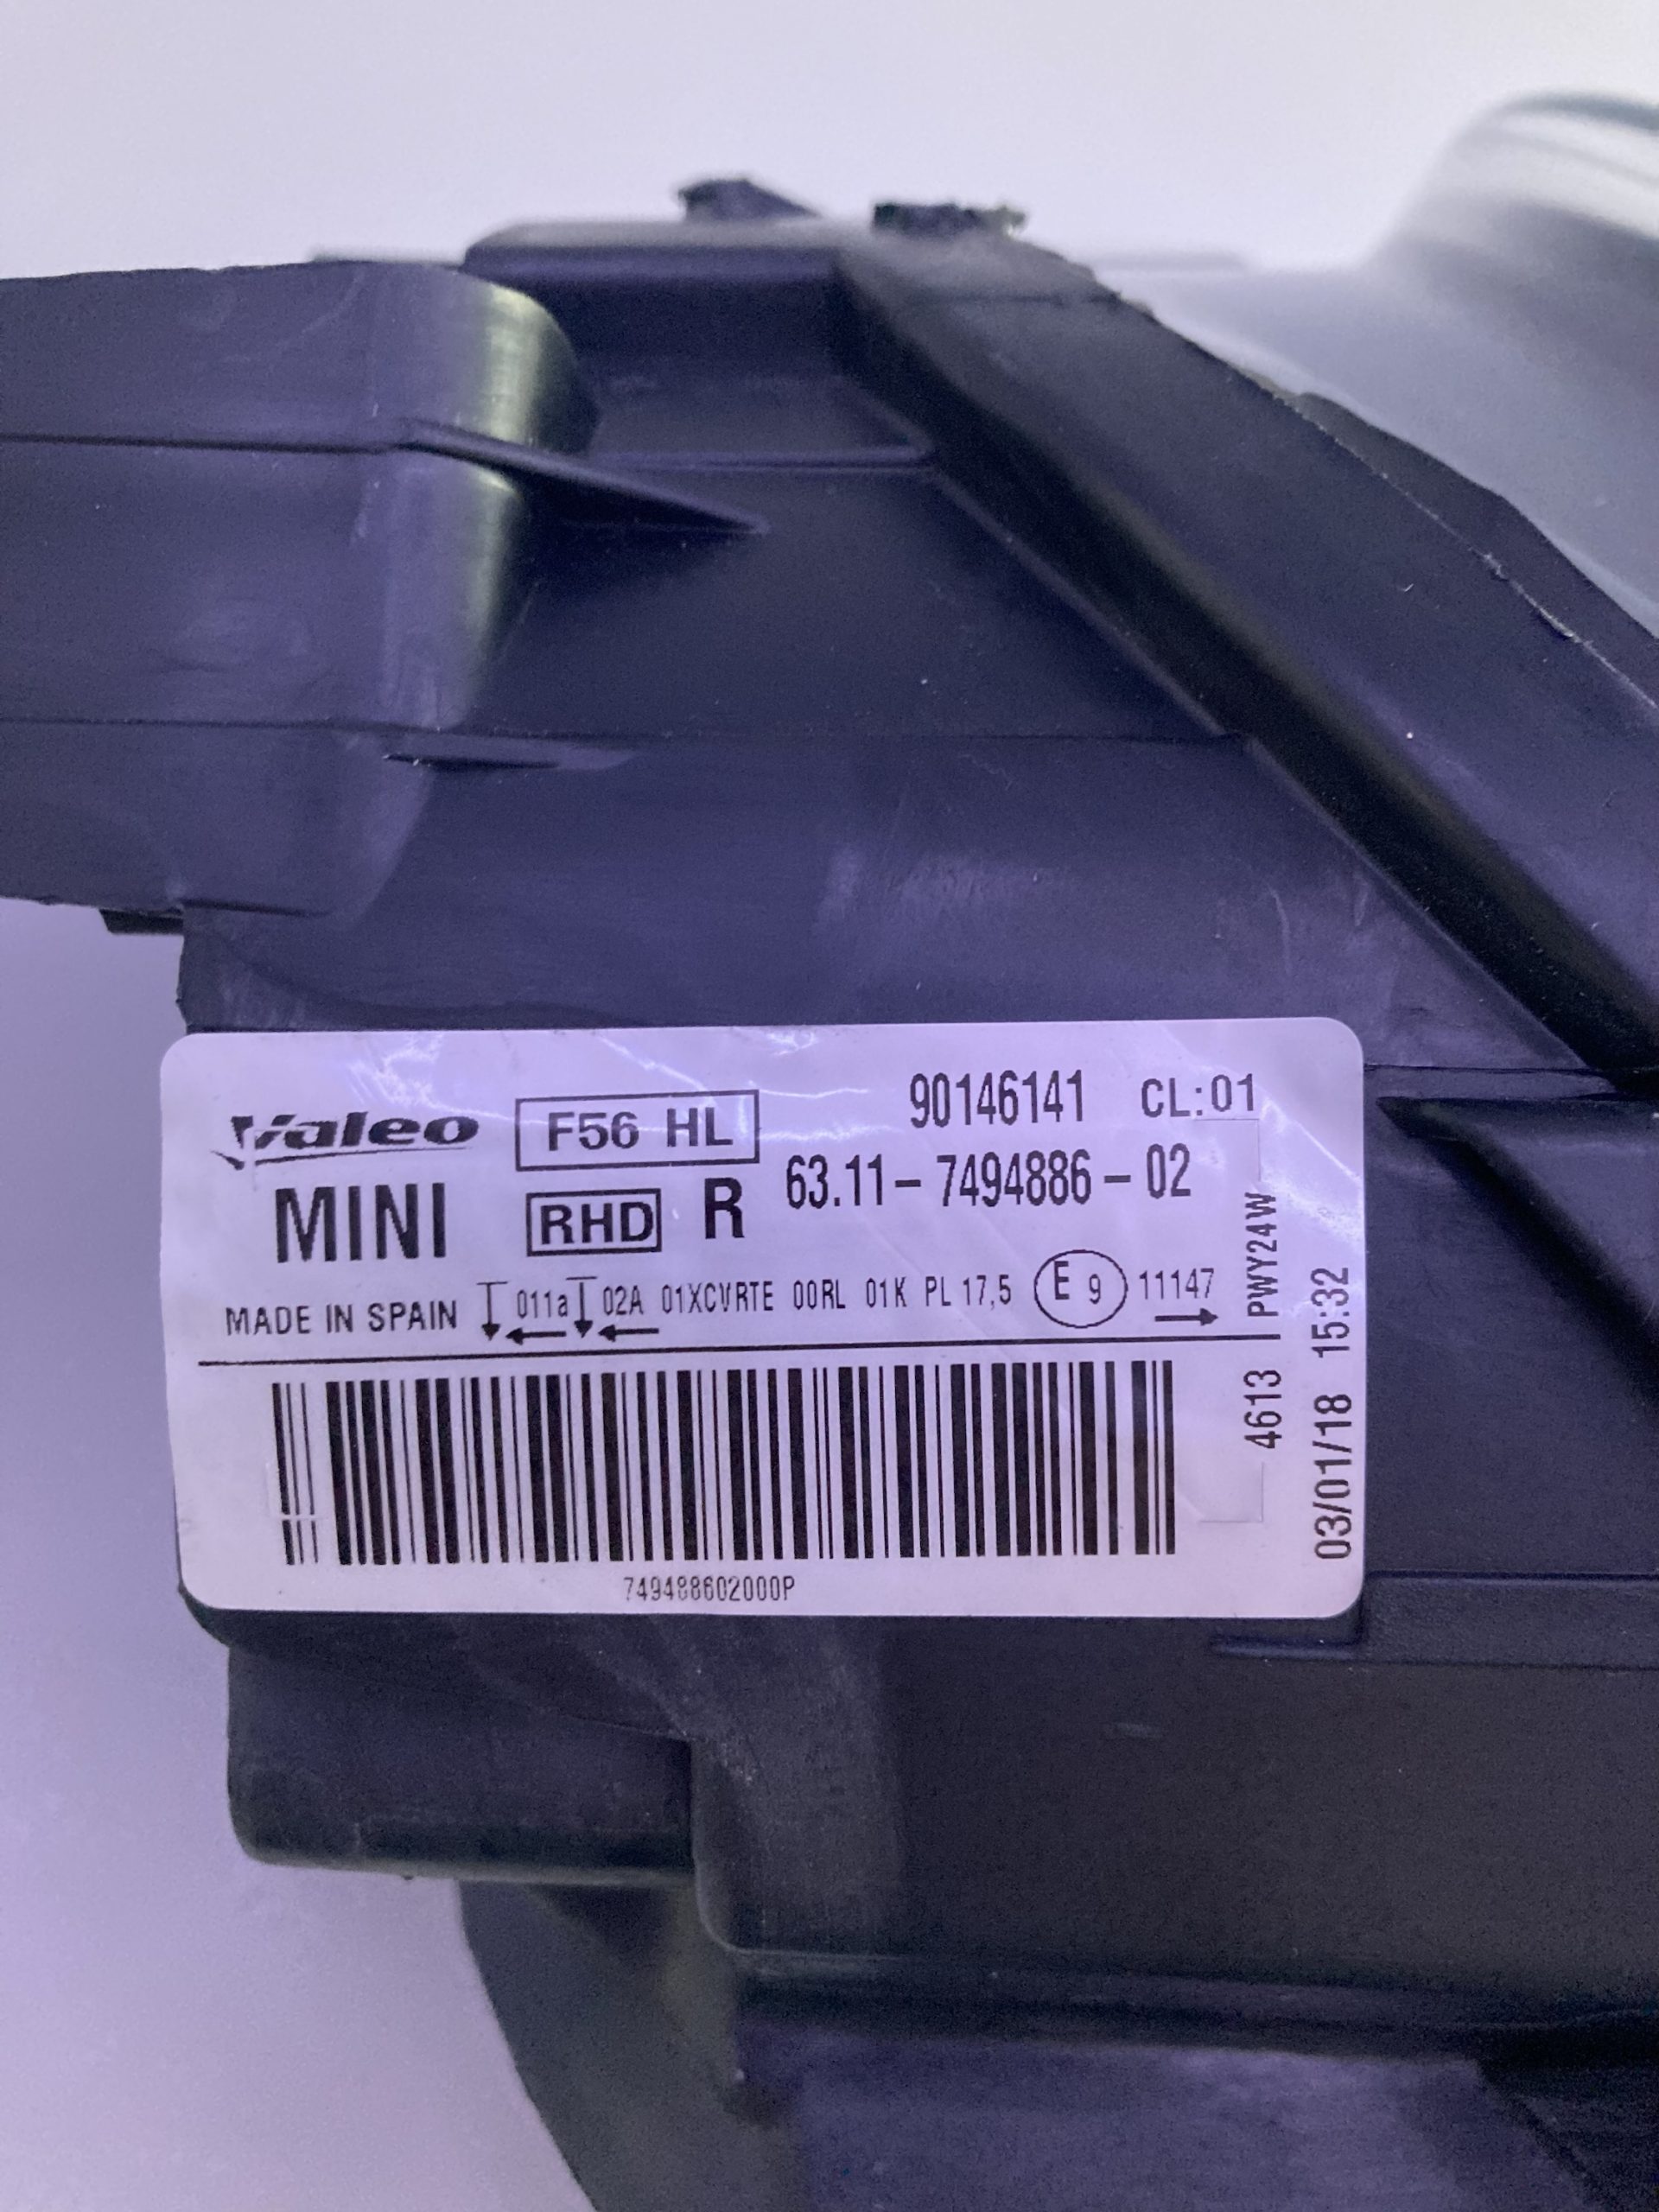 Valeo F56 HL 90146141 CL:01
MINI RHD R 63.11-7494886-02
MADE IN SPAIN 011a 02A 01XCVRTE 00RL 01K PL 17,5 E 9 11147
4613 PWY24W
03/01/18 15:32
749488602000P